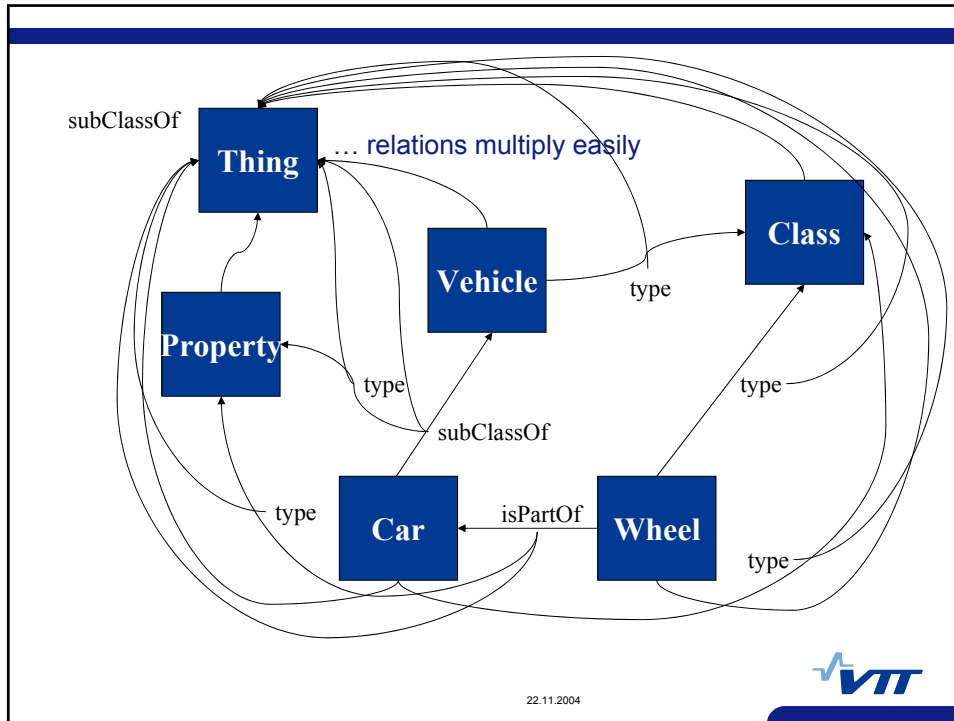 subClassOf
Thing
… relations multiply easily
Class
Vehicle
type
Property
type
type
subClassOf
isPartOf
type
Car
Wheel
type
22.11.2004
VTT